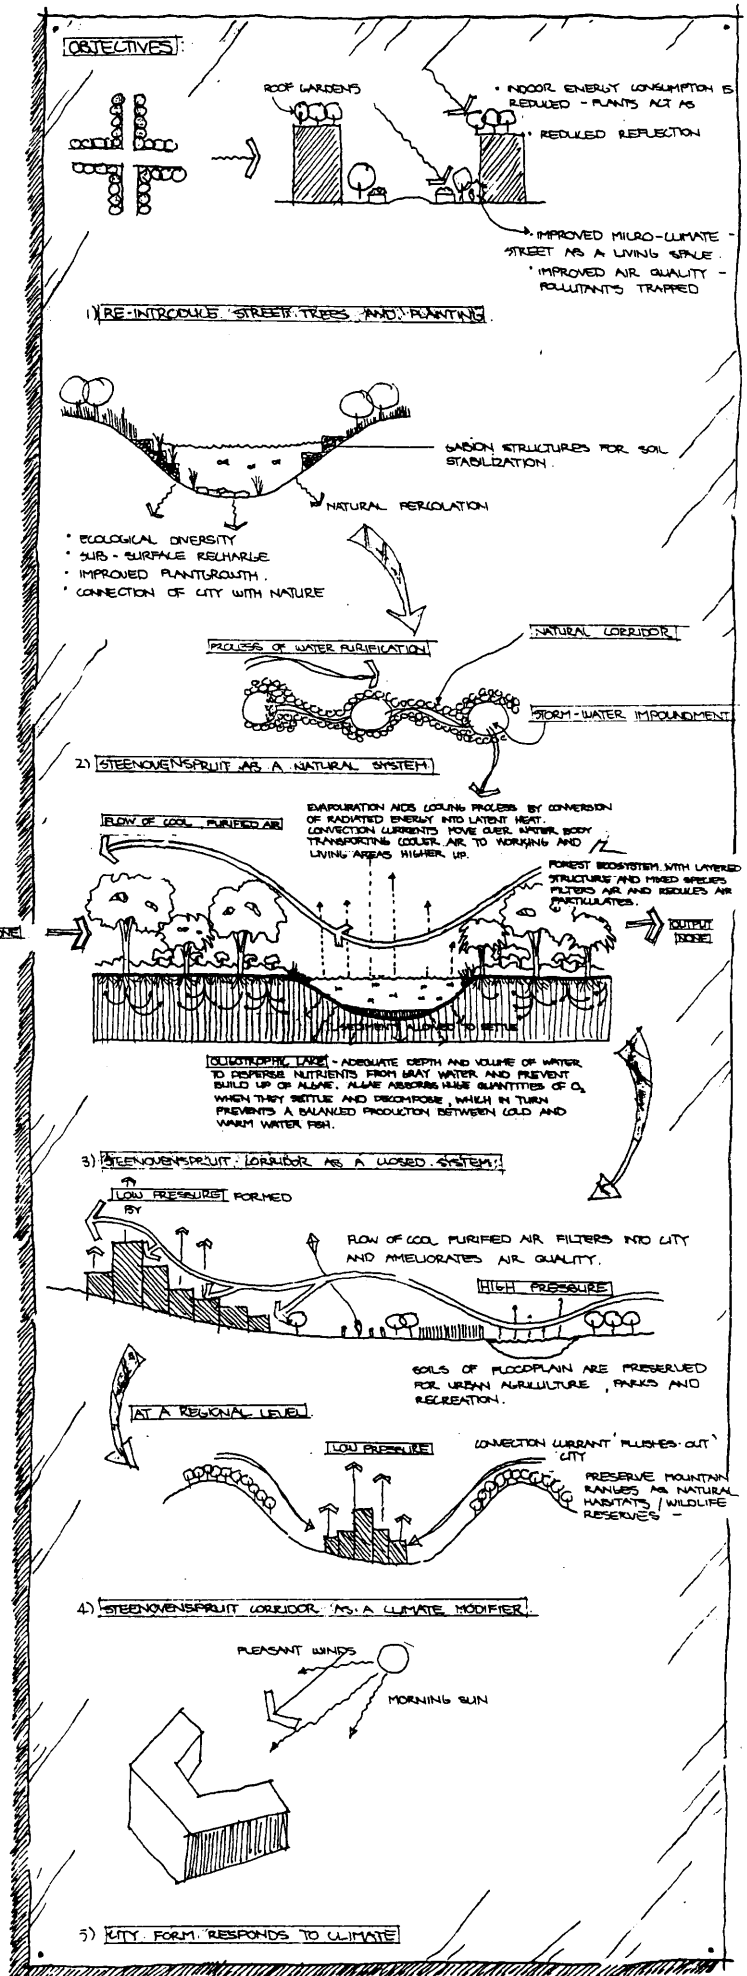 OBJECTIVES:
ROOF GARDENS
• INDOOR ENERGY CONSUMPTION IS
REDUCED - PLANTS ACT AS
• REDUCED REFLECTION
• IMPROVED MICRO-CLIMATE -
STREET AS A LIVING SPACE.
• IMPROVED AIR QUALITY -
POLLUTANTS TRAPPED
1) RE-INTRODUCE STREET TREES AND PLANTING
GABION STRUCTURES FOR SOIL
STABILIZATION.
NATURAL PERCOLATION
• ECOLOGICAL DIVERSITY
• SUB-SURFACE RECHARGE
• IMPROVED PLANTGROWTH.
• CONNECTION OF CITY WITH NATURE
NATURAL CORRIDOR
PROCESS OF WATER PURIFICATION
STORM-WATER IMPOUNDMENT
2) STEENOVENSPRUIT AS A NATURAL SYSTEM
EVAPOURATION AIDS COOLING PROCESS BY CONVERSION
OF RADIATED ENERGY INTO LATENT HEAT.
CONVECTION CURRENTS MOVE OVER WATER BODY
TRANSPORTING COOLER AIR TO WORKING AND
LIVING AREAS HIGHER UP.
FLOW OF COOL PURIFIED AIR
FOREST ECOSYSTEM WITH LAYERED
STRUCTURE AND MIXED SPECIES
FILTERS AIR AND REDUCES AIR
PARTICULATES.
OUTPUT
NONE
SEDIMENT ALLOWED TO SETTLE
OLIGOTROPHIC LAKE - ADEQUATE DEPTH AND VOLUME OF WATER
TO DISPERSE NUTRIENTS FROM GRAY WATER AND PREVENT
BUILD UP OF ALGAE. ALGAE ABSORBS HUGE QUANTITIES OF O2
WHEN THEY SETTLE AND DECOMPOSE, WHICH IN TURN
PREVENTS A BALANCED PRODUCTION BETWEEN COLD AND
WARM WATER FISH.
3) STEENOVENSPRUIT CORRIDOR AS A CLOSED SYSTEM
LOW PRESSURE FORMED
BY
FLOW OF COOL PURIFIED AIR FILTERS INTO CITY
AND AMELIORATES AIR QUALITY.
HIGH PRESSURE
SOILS OF FLOODPLAIN ARE PRESERVED
FOR URBAN AGRICULTURE, PARKS AND
RECREATION.
AT A REGIONAL LEVEL
LOW PRESSURE
CONVECTION CURRANT 'FLUSHES-OUT'
CITY
PRESERVE MOUNTAIN
RANGES AS NATURAL
HABITATS / WILDLIFE
RESERVES -
4) STEENOVENSPRUIT CORRIDOR AS A CLIMATE MODIFIER
PLEASANT WINDS
MORNING SUN
5) CITY FORM RESPONDS TO CLIMATE